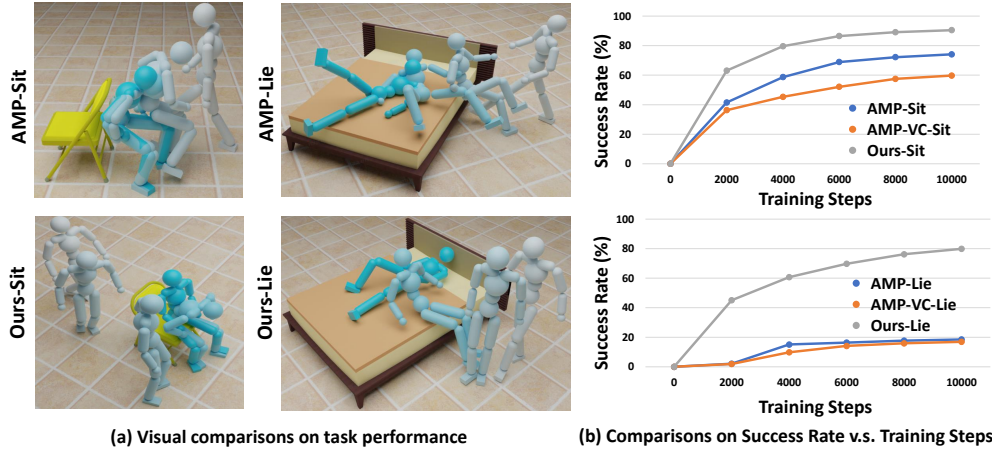 AMP-Sit
AMP-Lie
Ours-Sit
Ours-Lie
(a) Visual comparisons on task performance
Success Rate (%)
100
80
60
40
20
0
AMP-Sit
AMP-VC-Sit
Ours-Sit
0 2000 4000 6000 8000 10000
Training Steps
Success Rate (%)
100
80
60
40
20
0
AMP-Lie
AMP-VC-Lie
Ours-Lie
0 2000 4000 6000 8000 10000
Training Steps
(b) Comparisons on Success Rate v.s. Training Steps